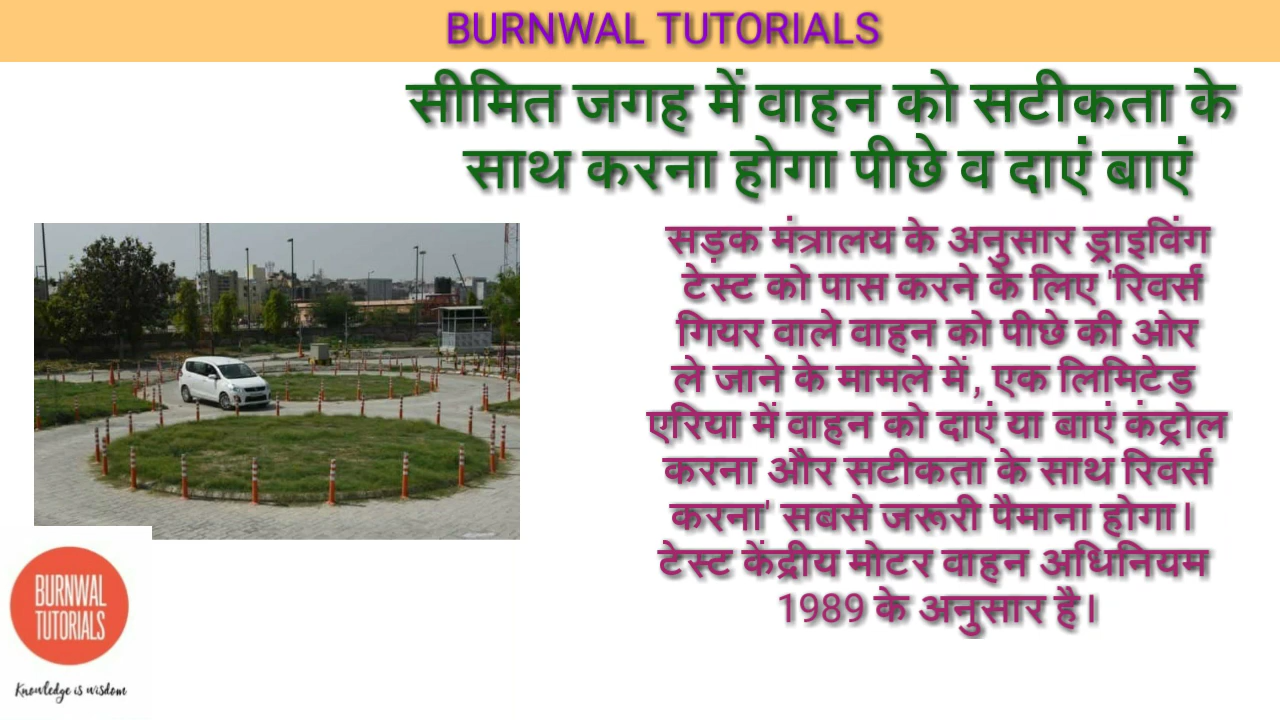 BURNWAL TUTORIALS
सीमित जगह में वाहन को सटीकता के
साथ करना होगा पीछे व दाएं बाएं
सड़क मंत्रालय के अनुसार ड्राइविंग
टेस्ट को पास करने के लिए 'रिवर्स
गियर वाले वाहन को पीछे की ओर
ले जाने के मामले में, एक लिमिटेड
एरिया में वाहन को दाएं या बाएं कंट्रोल
करना और सटीकता के साथ रिवर्स
करना' सबसे जरूरी पैमाना होगा।
टेस्ट केंद्रीय मोटर वाहन अधिनियम
1989 के अनुसार है।
BURNWAL
TUTORIALS
Knowledge is wisdom